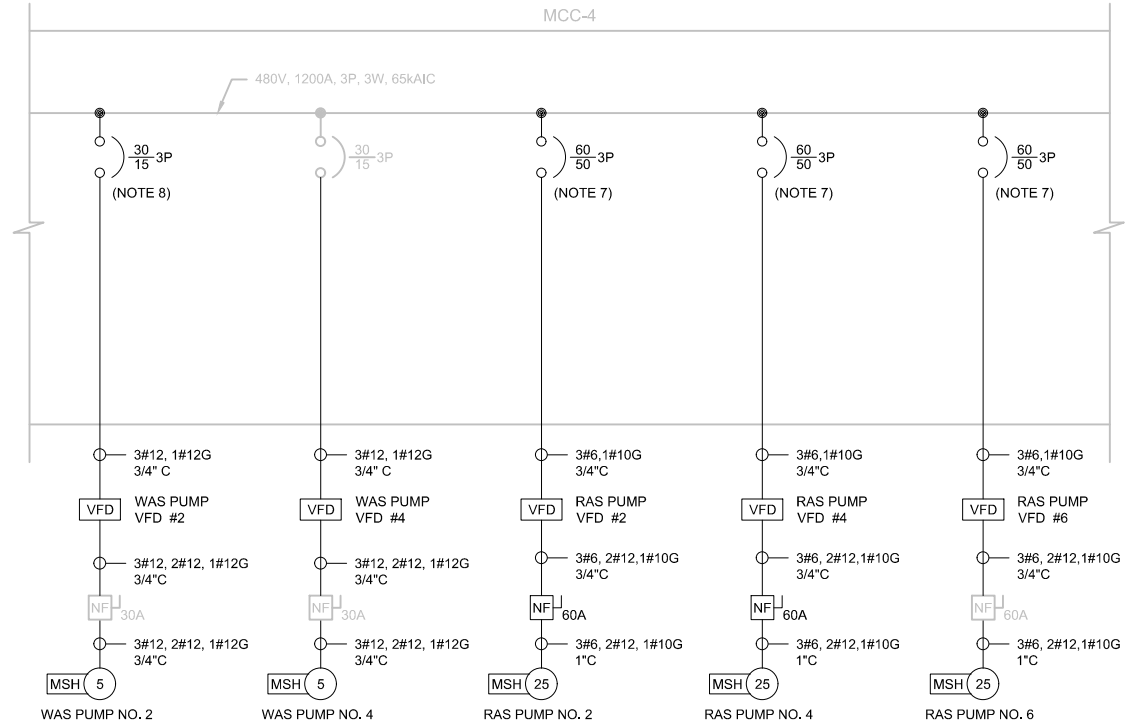 MCC-4
480V, 1200A, 3P, 3W, 65kAIC
30
15
3P
(NOTE 8)
30
15
3P
60
50
3P
(NOTE 7)
60
50
3P
(NOTE 7)
60
50
3P
(NOTE 7)
3#12, 1#12G
3/4" C
3#12, 1#12G
3/4" C
3#6,1#10G
3/4"C
3#6,1#10G
3/4"C
3#6,1#10G
3/4"C
VFD
WAS PUMP
VFD #2
VFD
WAS PUMP
VFD #4
VFD
RAS PUMP
VFD #2
VFD
RAS PUMP
VFD #4
VFD
RAS PUMP
VFD #6
3#12, 2#12, 1#12G
3/4"C
3#12, 2#12, 1#12G
3/4"C
3#6, 2#12,1#10G
3/4"C
3#6, 2#12,1#10G
3/4"C
3#6, 2#12,1#10G
3/4"C
NF
30A
NF
30A
NF
60A
NF
60A
NF
60A
3#12, 2#12, 1#12G
3/4"C
3#12, 2#12, 1#12G
3/4"C
3#6, 2#12, 1#10G
1"C
3#6, 2#12,1#10G
1"C
3#6, 2#12, 1#10G
1"C
MSH 5
MSH 5
MSH 25
MSH 25
MSH 25
WAS PUMP NO. 2
WAS PUMP NO. 4
RAS PUMP NO. 2
RAS PUMP NO. 4
RAS PUMP NO. 6